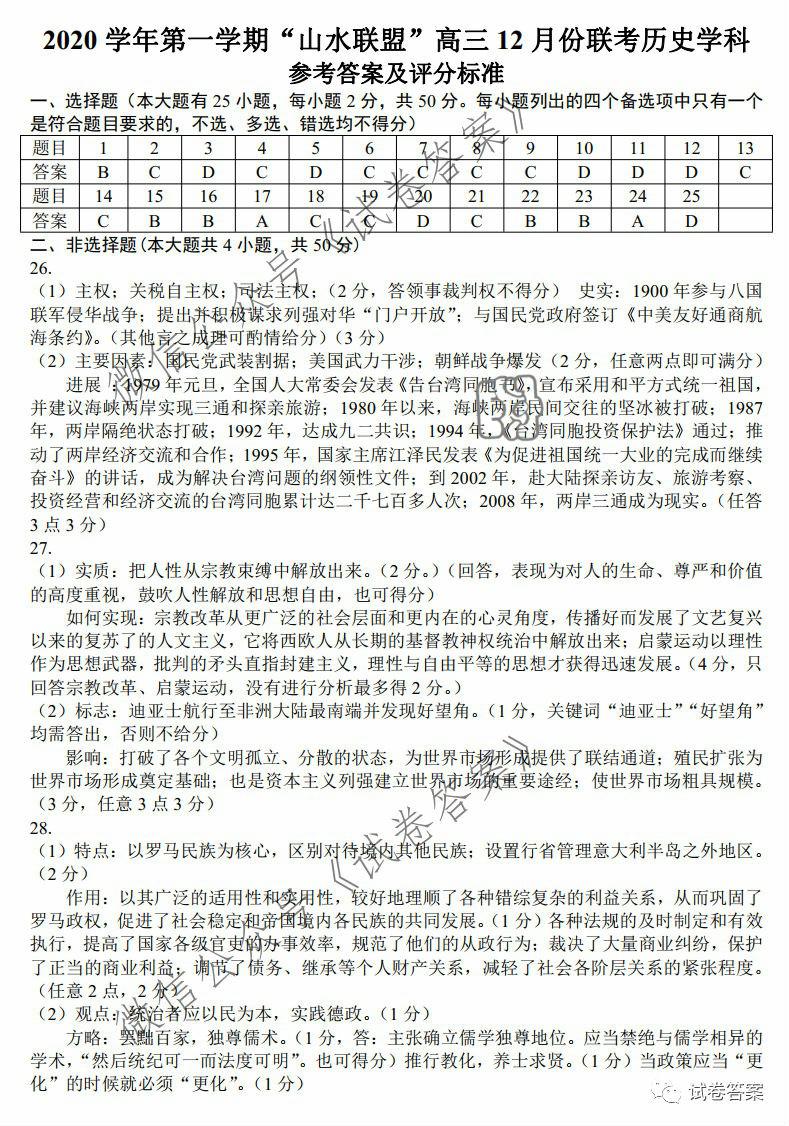 2020 学年第一学期“山水联盟”高三 12 月份联考历史学科
参考答案及评分标准
一、选择题（本大题有 25 小题，每小题 2 分，共 50 分。每小题列出的四个备选项中只有一个
是符合题目要求的，不选、多选、错选均不得分）
题目 1 2 3 4 5 6 7 8 9 10 11 12 13
答案 B C D C D C C C C D D D C
题目 14 15 16 17 18 19 20 21 22 23 24 25
答案 C B B A C C D C B B A D
二、非选择题(本大题共 4 小题，共 50 分)
26.
（1）主权；关税自主权；司法主权；（2 分，答领事裁判权不得分） 史实：1900 年参与八国
联军侵华战争；提出并积极谋求列强对华“门户开放”；与国民党政府签订《中美友好通商航
海条约》。（其他言之成理可酌情给分）（3 分）
（2）主要因素：国民党武装割据；美国武力干涉；朝鲜战争爆发（2 分，任意两点即可满分）
进展：1979 年元旦，全国人大常委会发表《告台湾同胞书》，宣布采用和平方式统一祖国，
并建议海峡两岸实现三通和探亲旅游；1980 年以来，海峡两岸民间交往的坚冰被打破；1987
年，两岸隔绝状态打破；1992 年，达成九二共识；1994 年，《台湾同胞投资保护法》通过；推
动了两岸经济交流和合作；1995 年，国家主席江泽民发表《为促进祖国统一大业的完成而继续
奋斗》的讲话，成为解决台湾问题的纲领性文件；到 2002 年，赴大陆探亲访友、旅游考察、
投资经营和经济交流的台湾同胞累计达二千七百多人次；2008 年，两岸三通成为现实。（任答
3 点 3 分）
27.
（1）实质：把人性从宗教束缚中解放出来。（2 分。）（回答，表现为对人的生命、尊严和价值
的高度重视，鼓吹人性解放和思想自由，也可得分）
如何实现：宗教改革从更广泛的社会层面和更内在的心灵角度，传播好而发展了文艺复兴
以来的复苏了的人文主义，它将西欧人从长期的基督教神权统治中解放出来；启蒙运动以理性
作为思想武器，批判的矛头直指封建主义，理性与自由平等的思想才获得迅速发展。（4 分，只
回答宗教改革、启蒙运动，没有进行分析最多得 2 分。）
（2）标志：迪亚士航行至非洲大陆最南端并发现好望角。（1 分，关键词“迪亚士”“好望角”
均需答出，否则不给分）
影响：打破了各个文明孤立、分散的状态，为世界市场形成提供了联结通道；殖民扩张为
世界市场形成奠定基础；也是资本主义列强建立世界市场的重要途经；使世界市场粗具规模。
（3 分，任意 3 点 3 分）
28.
（1）特点：以罗马民族为核心，区别对待境内其他民族；设置行省管理意大利半岛之外地区。
（2 分）
作用：以其广泛的适用性和实用性，较好地理顺了各种错综复杂的利益关系，从而巩固了
罗马政权，促进了社会稳定和帝国境内各民族的共同发展。（1 分）各种法规的及时制定和有效
执行，提高了国家各级官吏的办事效率，规范了他们的从政行为；裁决了大量商业纠纷，保护
了正当的商业利益；调节了债务、继承等个人财产关系，减轻了社会各阶层关系的紧张程度。
（任意 2 点，2 分）
（2）观点：统治者应以民为本，实践德政。（1 分）
方略：罢黜百家，独尊儒术。（1 分，答：主张确立儒学独尊地位。应当禁绝与儒学相异的
学术，“然后统纪可一而法度可明”。也可得分）推行教化，养士求贤。（1 分）当政策应当“更
化”的时候就必须“更化”。（1 分）
微信公众号《试卷答案》
微信公众号《试卷答案》
试卷答案